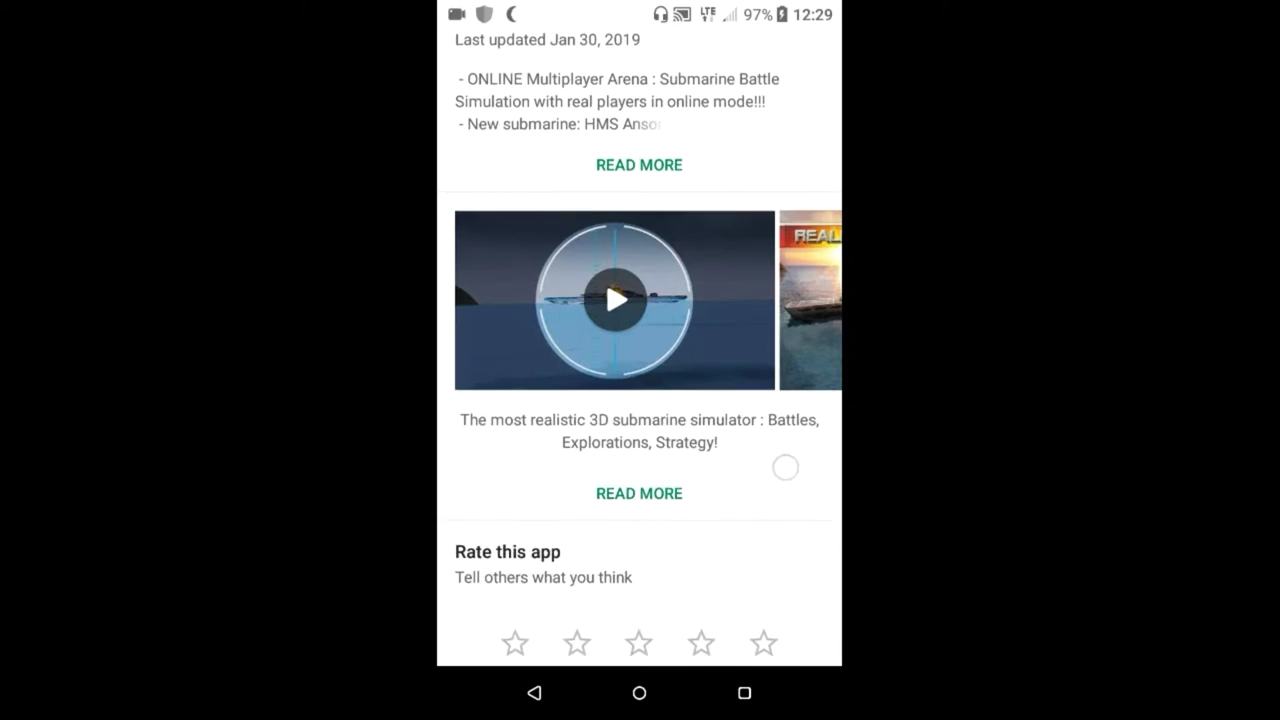 LTE 97% 12:29
Last updated Jan 30, 2019
- ONLINE Multiplayer Arena : Submarine Battle
Simulation with real players in online mode!!!
- New submarine: HMS Anso
READ MORE
REAL
The most realistic 3D submarine simulator : Battles,
Explorations, Strategy!
READ MORE
Rate this app
Tell others what you think